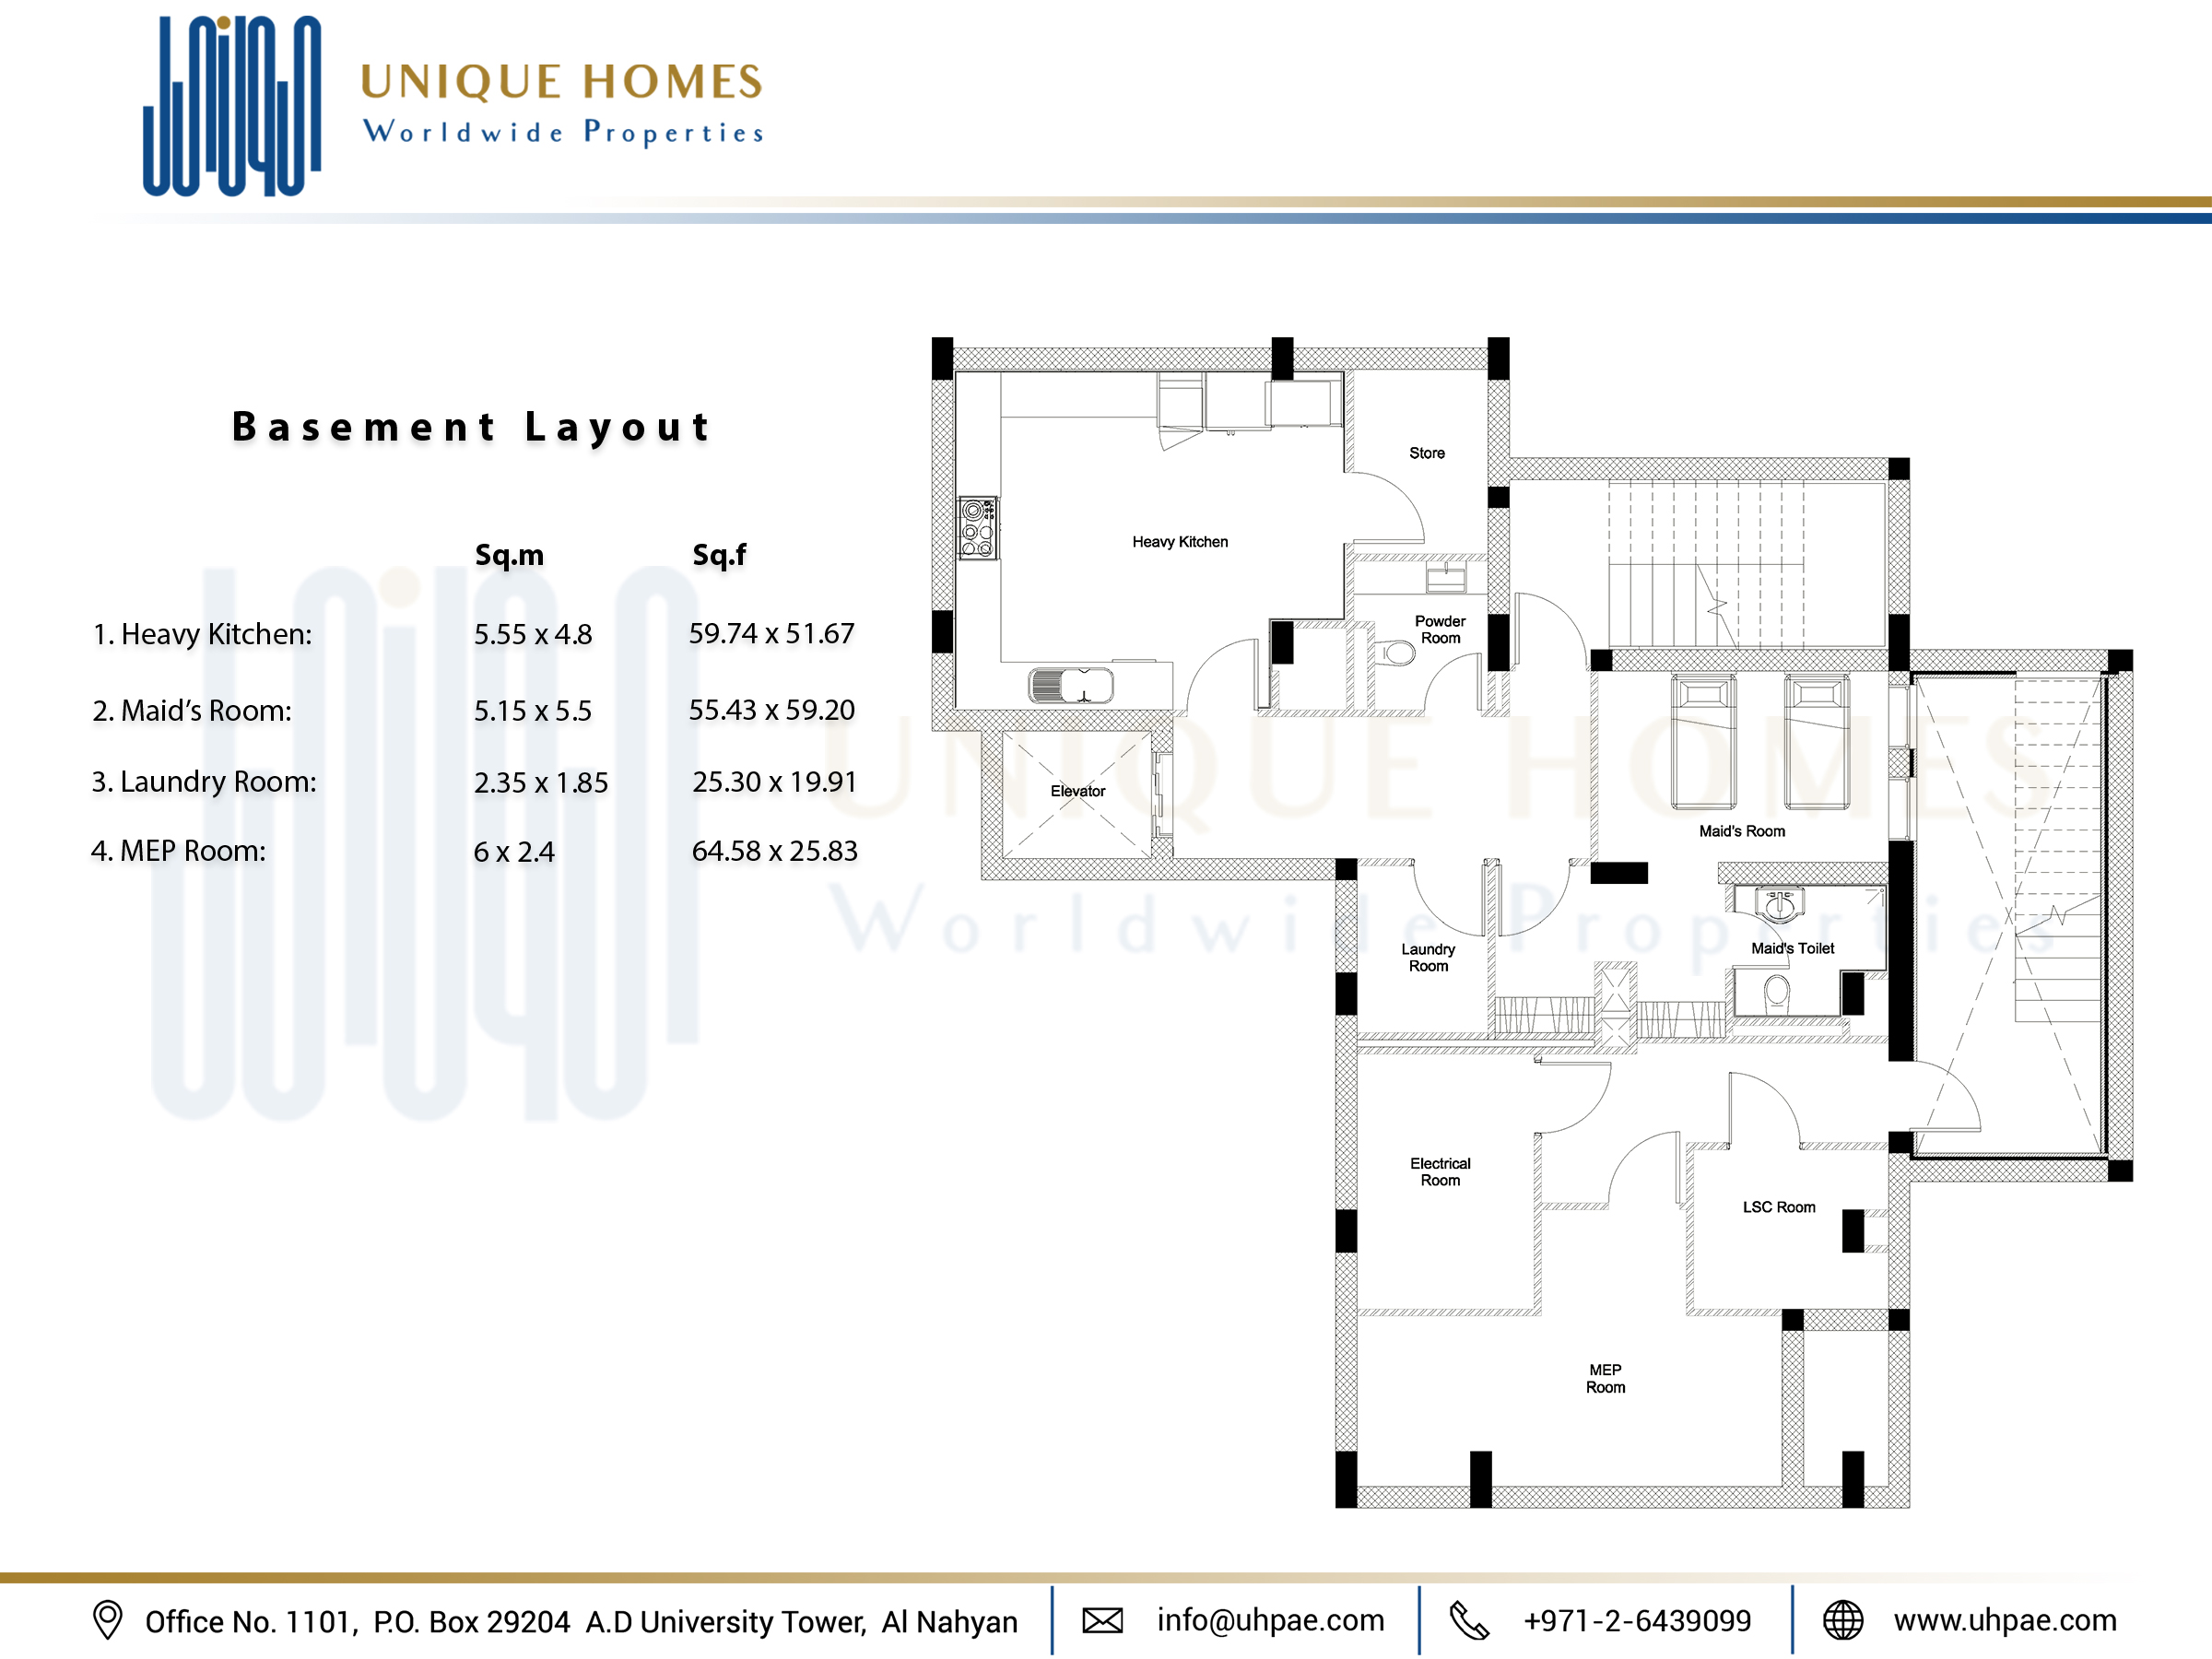 UNIQUE HOMES
Worldwide Properties
Basement Layout
Sq.m Sq.f
1. Heavy Kitchen: 5.55 x 4.8 59.74 x 51.67
2. Maid’s Room: 5.15 x 5.5 55.43 x 59.20
3. Laundry Room: 2.35 x 1.85 25.30 x 19.91
4. MEP Room: 6 x 2.4 64.58 x 25.83
Store
Heavy Kitchen
Powder
Room
Elevator
Maid's Room
Laundry
Room
Maid's Toilet
Electrical
Room
LSC Room
MEP
Room
UNIQUE HOMES
Worldwide Properties
Office No. 1101, P.O. Box 29204 A.D University Tower, Al Nahyan
info@uhpae.com
+971-2-6439099
www.uhpae.com